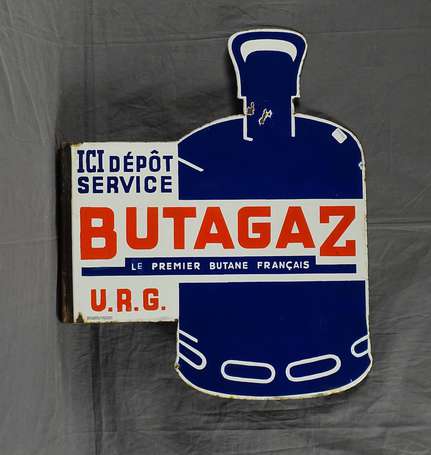 ICI DÉPÔT
SERVICE
BUTAGAZ
LE PREMIER BUTANE FRANÇAIS
U.R.G.